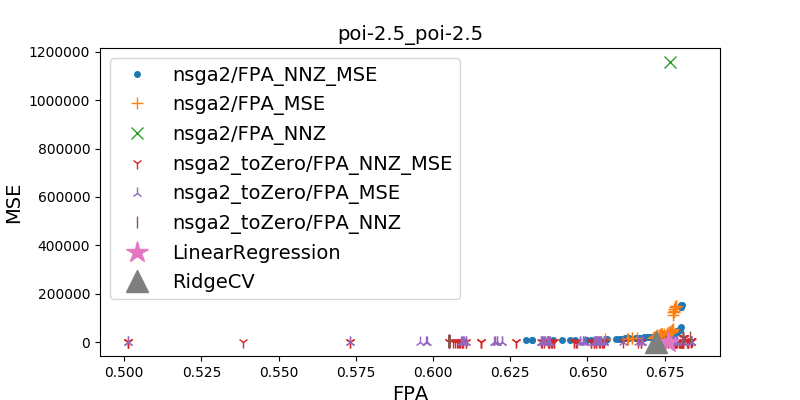 poi-2.5_poi-2.5
1200000
1000000
800000
600000
400000
200000
0
MSE
nsga2/FPA_NNZ_MSE
nsga2/FPA_MSE
nsga2/FPA_NNZ
nsga2_toZero/FPA_NNZ_MSE
nsga2_toZero/FPA_MSE
nsga2_toZero/FPA_NNZ
LinearRegression
RidgeCV
0.500 0.525 0.550 0.575 0.600 0.625 0.650 0.675
FPA